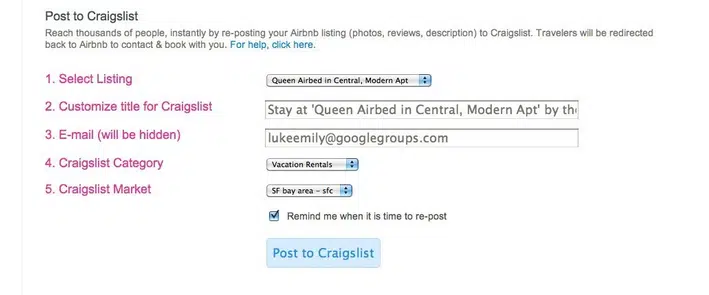 Post to Craigslist
Reach thousands of people, instantly by re-posting your Airbnb listing (photos, reviews, description) to Craigslist. Travelers will be redirected
back to Airbnb to contact & book with you. For help, click here.
1. Select Listing
Queen Airbed in Central, Modern Apt
2. Customize title for Craigslist
Stay at 'Queen Airbed in Central, Modern Apt' by the
3. E-mail (will be hidden)
lukeemily@googlegroups.com
4. Craigslist Category
Vacation Rentals
5. Craigslist Market
SF bay area - sfc
Remind me when it is time to re-post
Post to Craigslist